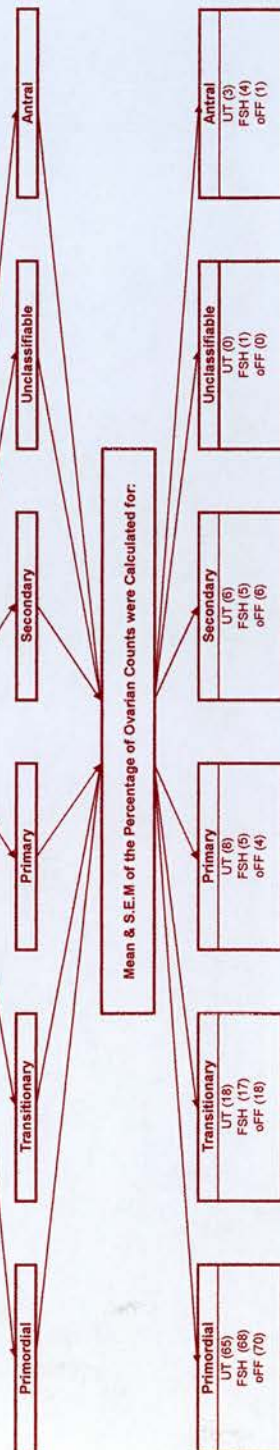 Primordial
Transitionary
Primary
Secondary
Unclassifiable
Antral
Mean & S.E.M of the Percentage of Ovarian Counts were Calculated for:
Primordial
UT (65)
FSH (68)
oFF (70)
Transitionary
UT (18)
FSH (17)
oFF (18)
Primary
UT (8)
FSH (5)
oFF (4)
Secondary
UT (6)
FSH (5)
oFF (6)
Unclassifiable
UT (0)
FSH (1)
oFF (0)
Antral
UT (3)
FSH (4)
oFF (1)